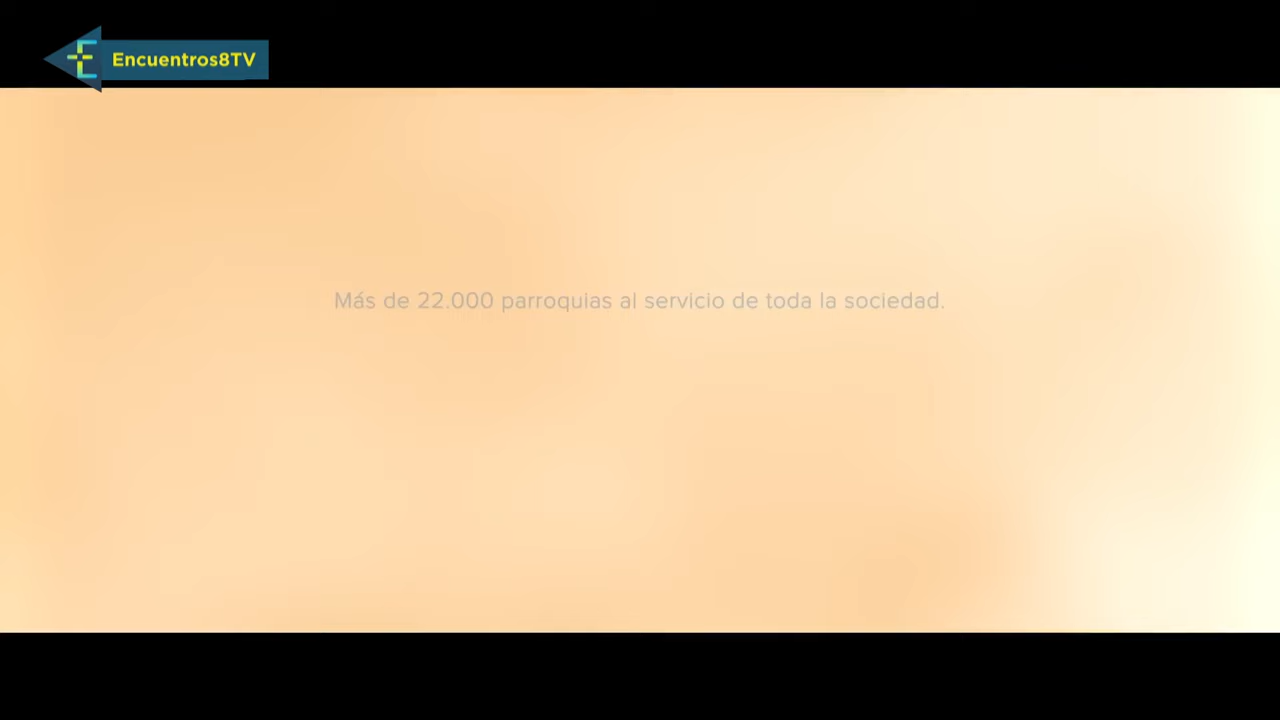 Encuentros8TV
Más de 22.000 parroquias al servicio de toda la sociedad.